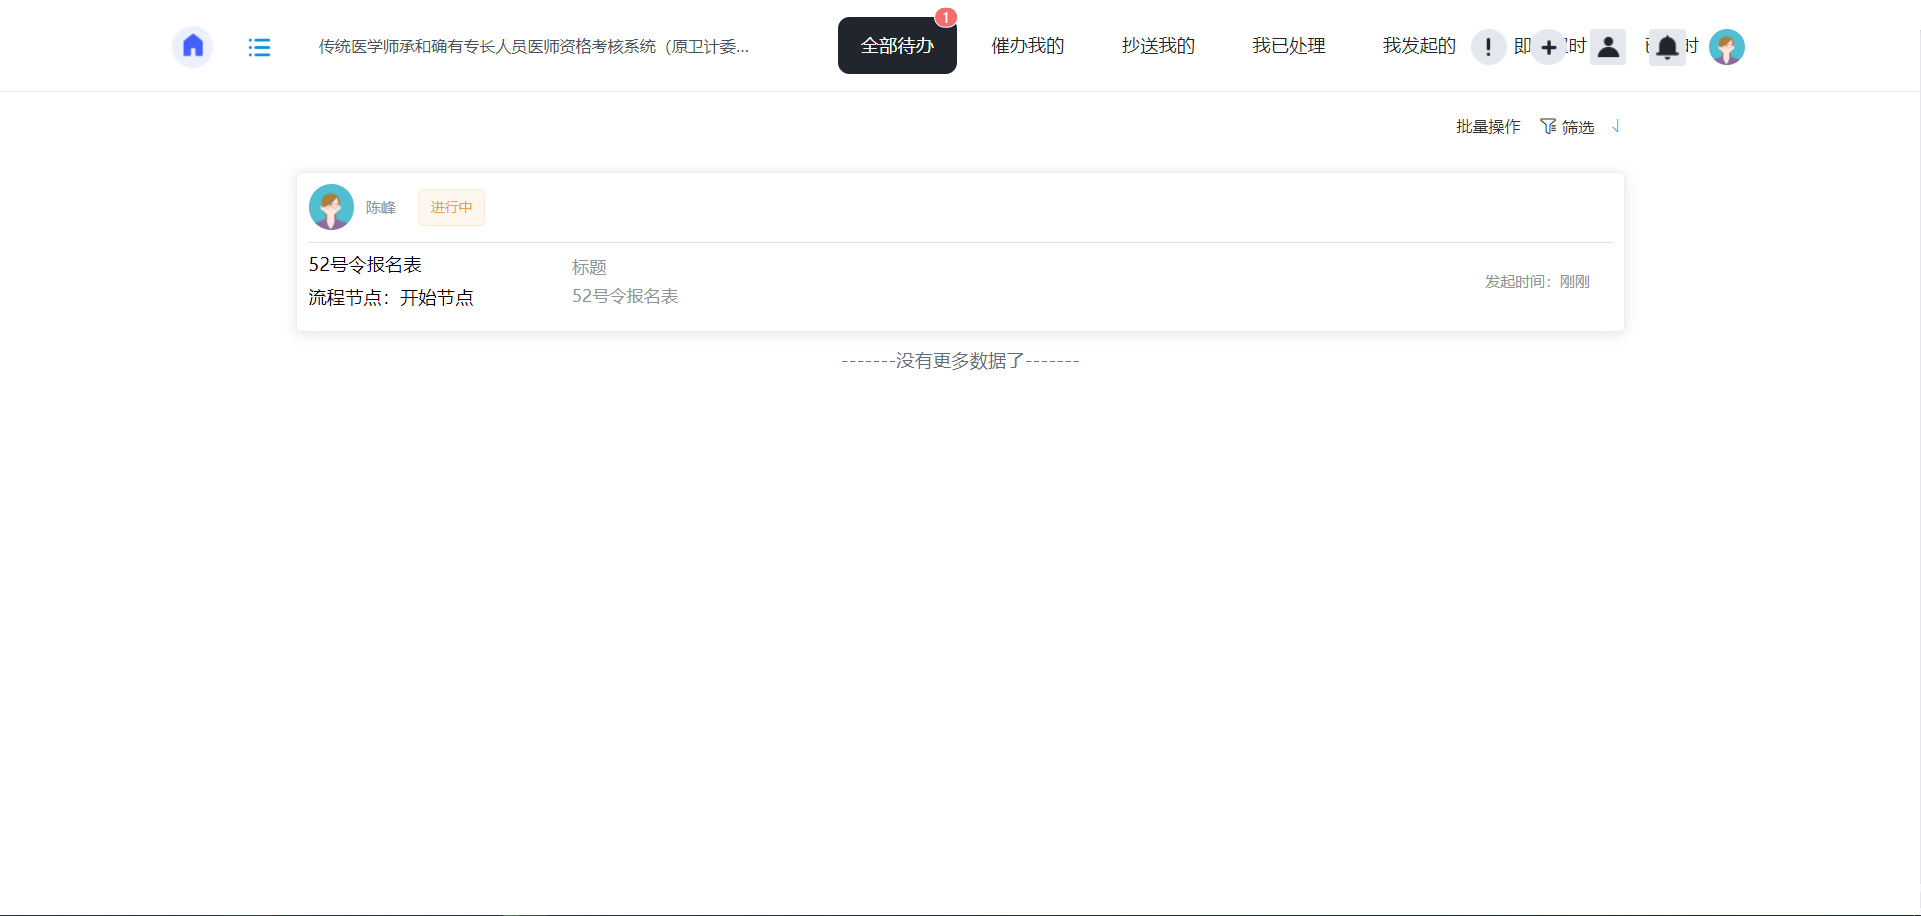 传统医学师承和确有专长人员医师资格考核系统（原卫计委...
全部待办
1
催办我的
抄送我的
我已处理
我发起的
即
时
时
批量操作
筛选
陈峰
进行中
52号令报名表
标题
流程节点：开始节点
52号令报名表
发起时间：刚刚
-------没有更多数据了-------